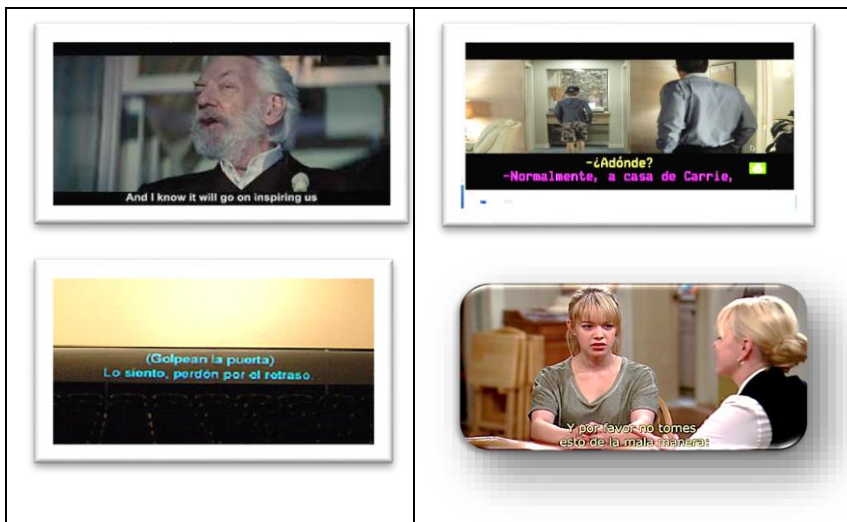 And I know it will go on inspiring us
-¿Adónde?
-Normalmente, a casa de Carrie,
(Golpean la puerta)
Lo siento, perdón por el retraso.
Y por favor no tomes
esto de la mala manera: